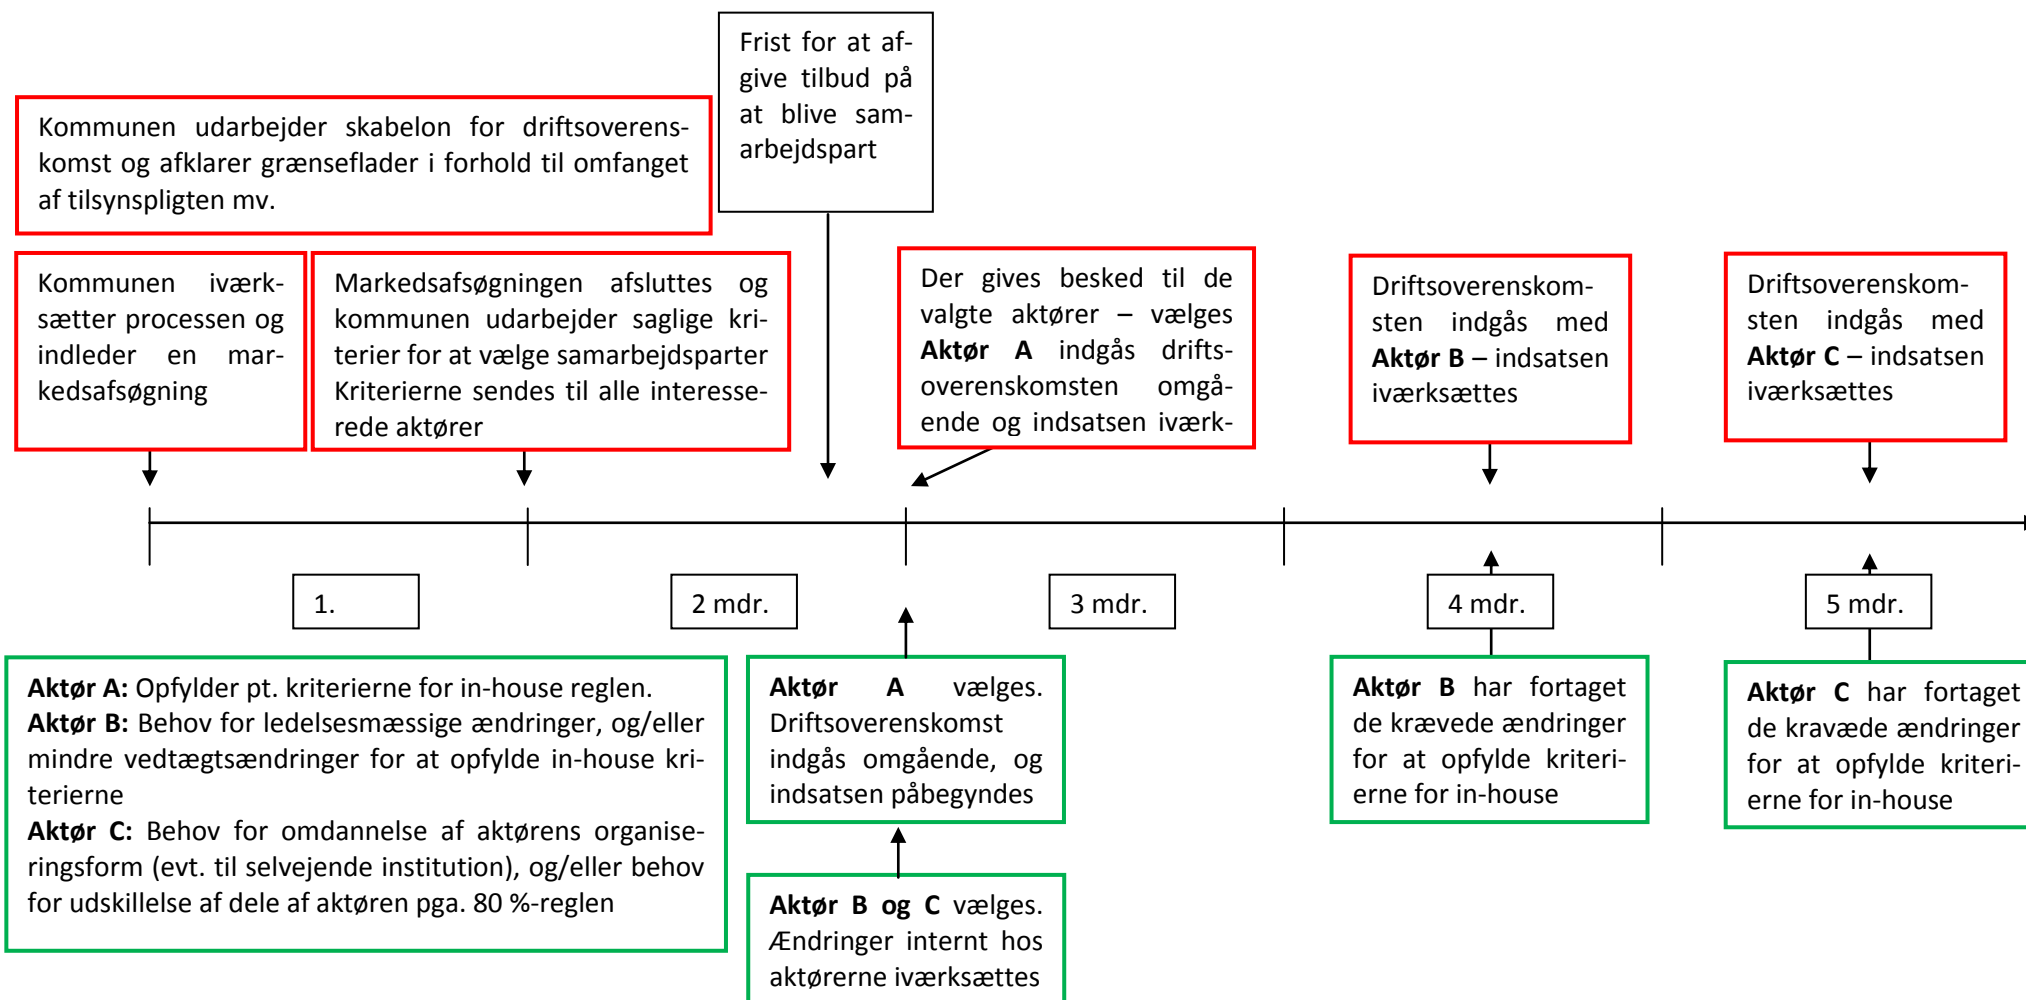 Frist for at af-
give tilbud på
at blive sam-
arbejdspart
Kommunen udarbejder skabelon for driftsoverens-
komst og afklarer grænseflader i forhold til omfanget
af tilsynspligten mv.
Kommunen iværk-
sætter processen og
indleder en mar-
kedsafsøgning
Markedsafsøgningen afsluttes og
kommunen udarbejder saglige kri-
terier for at vælge samarbejdsparter
Kriterierne sendes til alle interesse-
rede aktører
Der gives besked til de
valgte aktører – vælges
Aktør A indgås drifts-
overenskomsten omgå-
ende og indsatsen iværk-
Driftsoverenskom-
sten indgås med
Aktør B – indsatsen
iværksættes
Driftsoverenskom-
sten indgås med
Aktør C – indsatsen
iværksættes
1.
2 mdr.
3 mdr.
4 mdr.
5 mdr.
Aktør A: Opfylder pt. kriterierne for in-house reglen.
Aktør B: Behov for ledelsesmæssige ændringer, og/eller
mindre vedtægtsændringer for at opfylde in-house kri-
terierne
Aktør C: Behov for omdannelse af aktørens organise-
ringsform (evt. til selvejende institution), og/eller behov
for udskillelse af dele af aktøren pga. 80 %-reglen
Aktør A vælges.
Driftsoverenskomst
indgås omgående, og
indsatsen påbegyndes
Aktør B og C vælges.
Ændringer internt hos
aktørerne iværksættes
Aktør B har fortaget
de krævede ændringer
for at opfylde kriteri-
erne for in-house
Aktør C har fortaget
de kravæde ændringer
for at opfylde kriteri-
erne for in-house